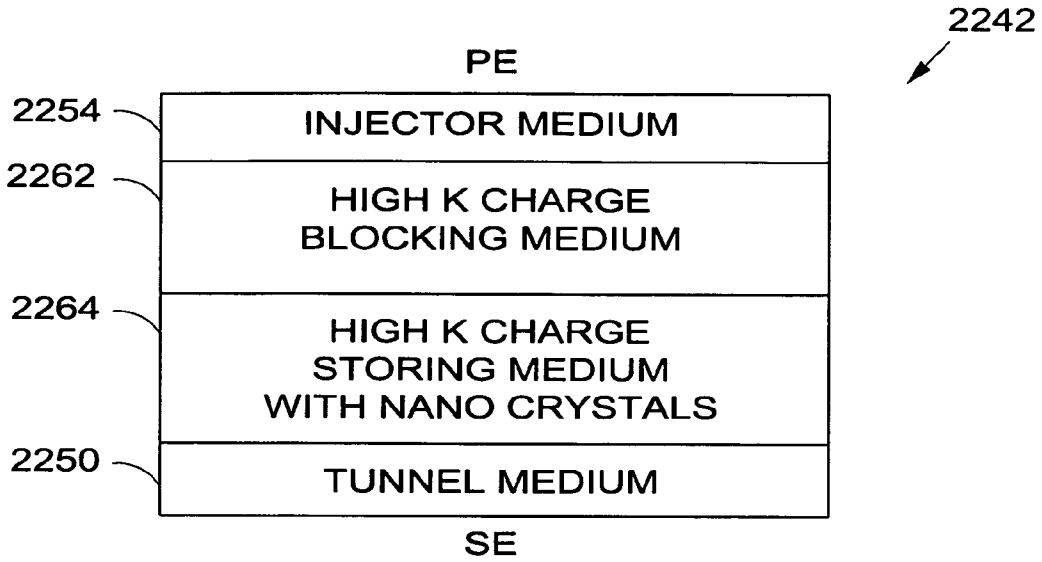 2242
PE
2254
INJECTOR MEDIUM
2262
HIGH K CHARGE
BLOCKING MEDIUM
2264
HIGH K CHARGE
STORING MEDIUM
WITH NANO CRYSTALS
2250
TUNNEL MEDIUM
SE